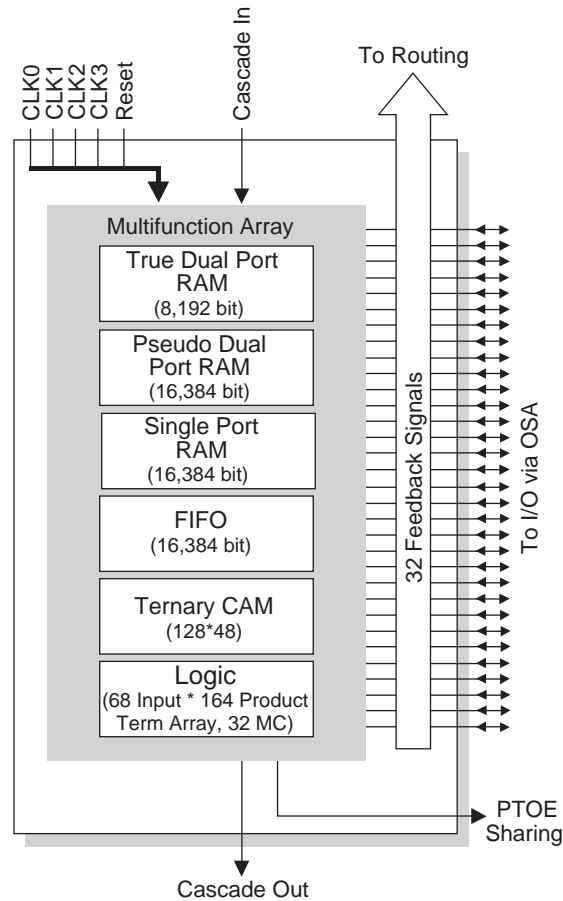 CLK0
CLK1
CLK2
CLK3
Reset
Cascade In
To Routing
Multifunction Array
True Dual Port
RAM
(8,192 bit)
Pseudo Dual
Port RAM
(16,384 bit)
Single Port
RAM
(16,384 bit)
FIFO
(16,384 bit)
Ternary CAM
(128*48)
Logic
(68 Input * 164 Product
Term Array, 32 MC)
32 Feedback Signals
To I/O via OSA
PTOE
Sharing
Cascade Out